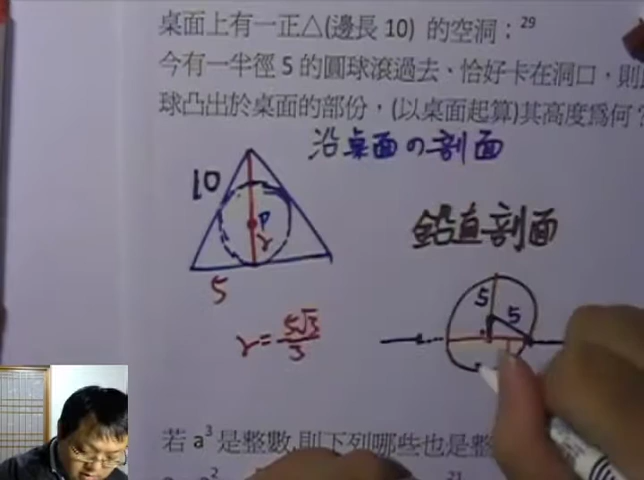 桌面上有一正△(邊長10) 的空洞：29
今有一半徑 5 的圓球滾過去、恰好卡在洞口，則
球凸出於桌面的部份，(以桌面起算)其高度為何？
沿桌面の剖面
10
鉛直剖面
P
r
5
5
5
r = 5√3/3
若 a³ 是整數,則下列哪些也是整